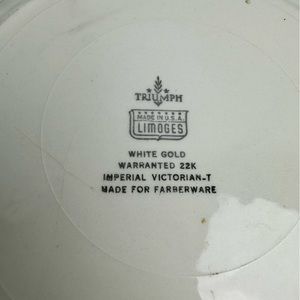 TRIUMPH
MADE IN U.S.A.
LIMOGES
WHITE GOLD
WARRANTED 22K
IMPERIAL VICTORIAN-T
MADE FOR FARBERWARE